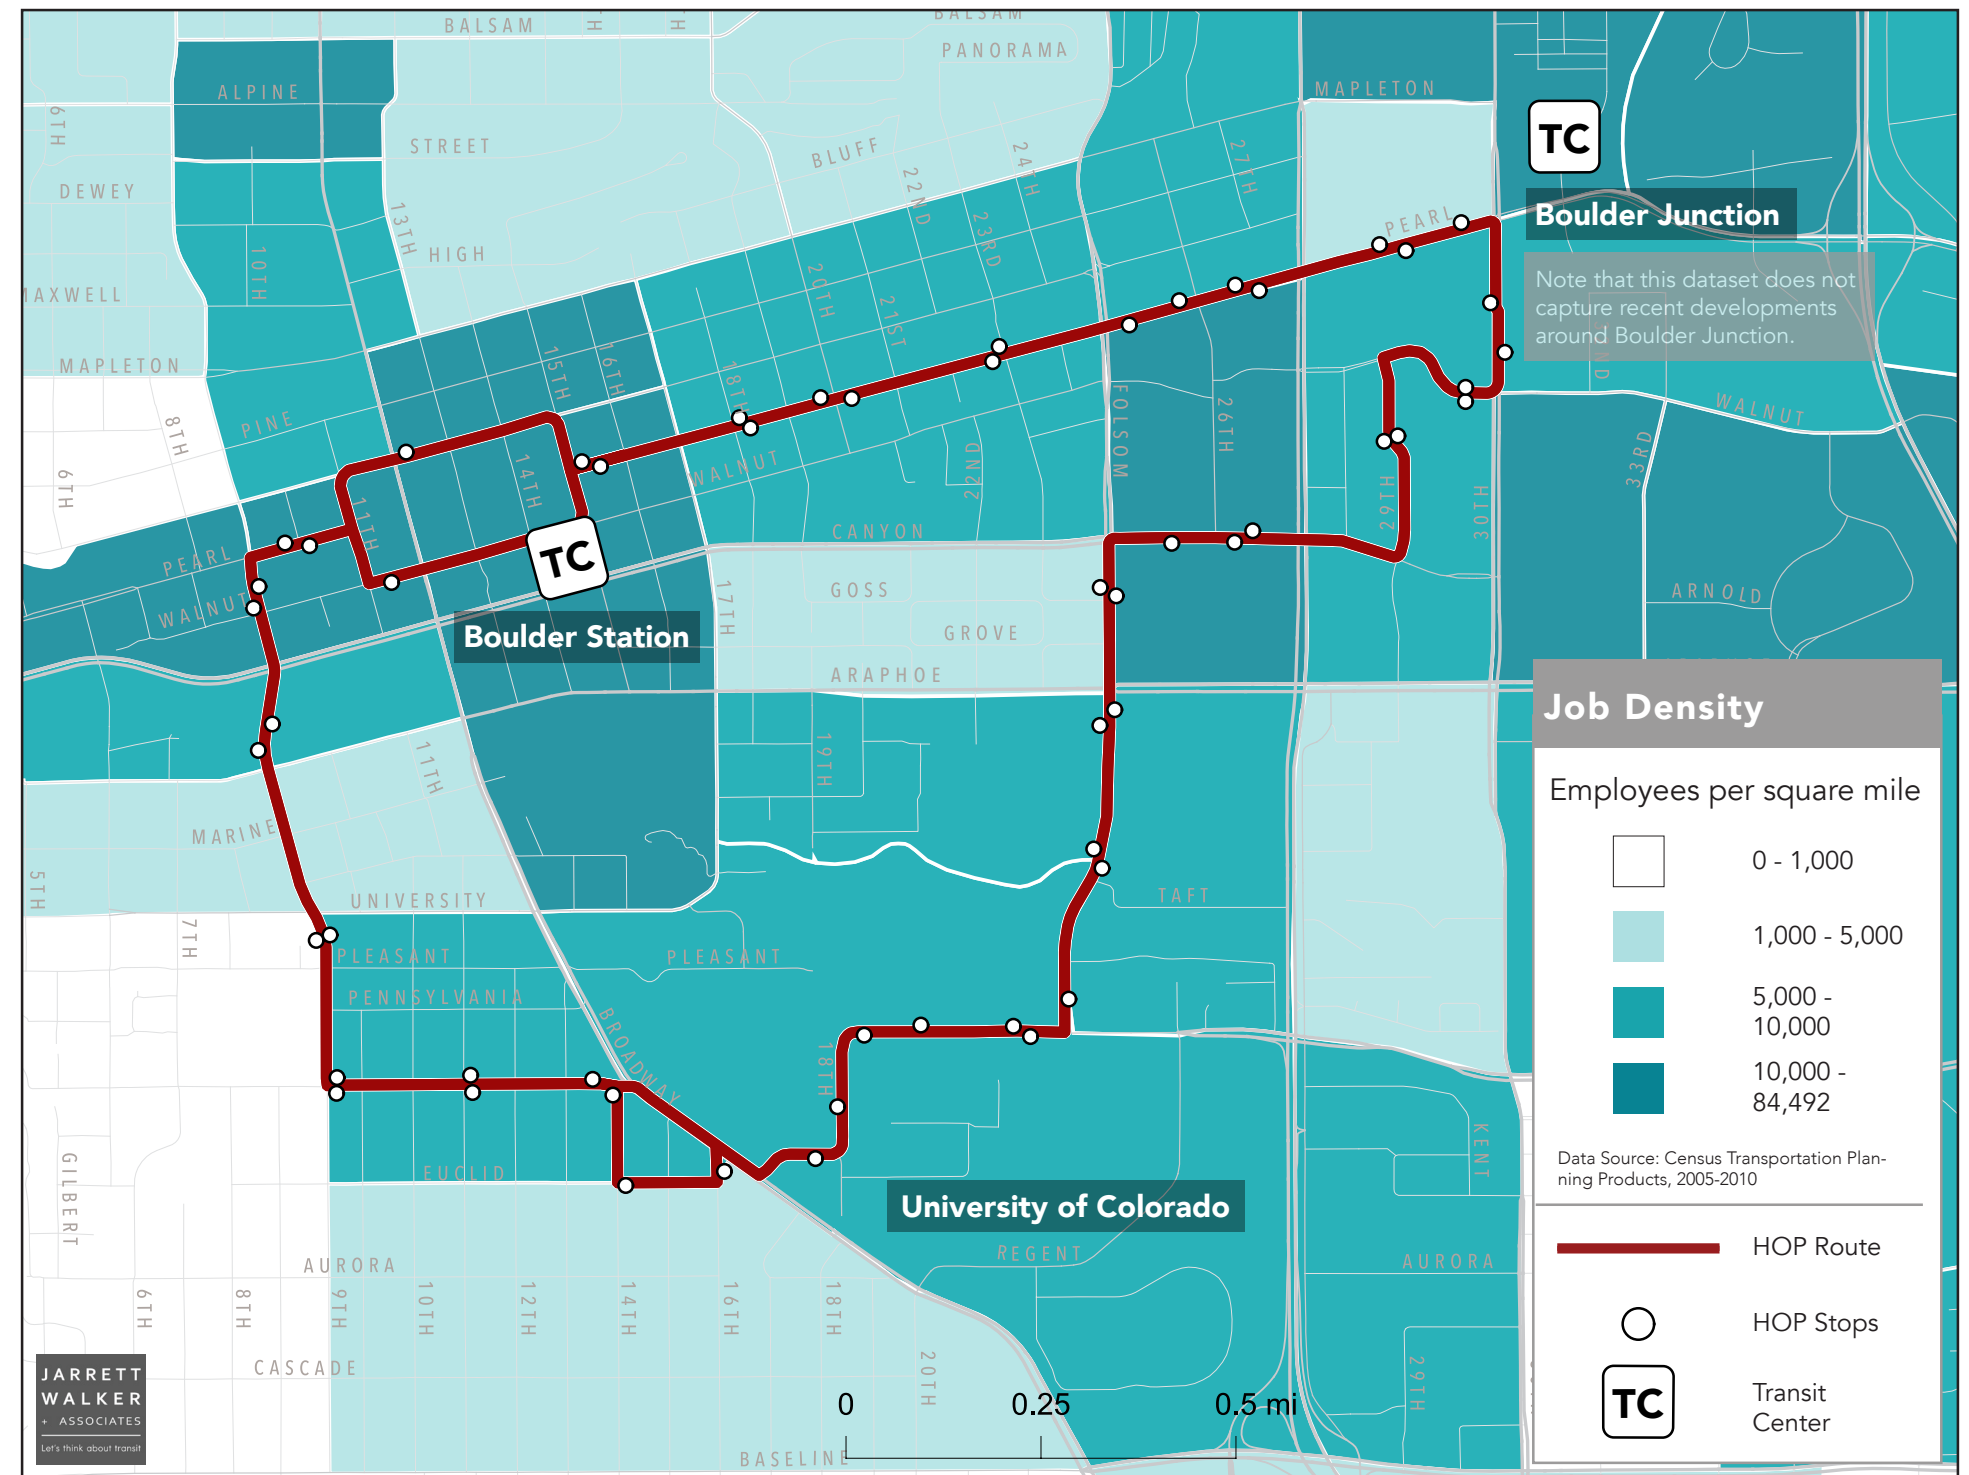 BALSAM
BALSAM
PANORAMA
ALPINE
MAPLETON
6TH
STREET
BLUFF
24TH
27TH
TC
DEWEY
22ND
13TH
23RD
PEARL
Boulder Junction
HIGH
10TH
20TH
21ST
Note that this dataset does not
capture recent developments
around Boulder Junction.
MAPLETON
15TH
16TH
18TH
PINE
8TH
FOLSOM
26TH
WALNUT
6TH
14TH
WALNUT
22ND
33RD
29TH
30TH
11TH
CANYON
TC
PEARL
WALNUT
17TH
GOSS
ARNOLD
GROVE
Boulder Station
ARAPHOE
11TH
19TH
MARINE
5TH
UNIVERSITY
TAFT
7TH
PLEASANT
PLEASANT
PENNSYLVANIA
BROADWAY
18TH
GILBERT
EUCLID
KENT
University of Colorado
REGENT
AURORA
AURORA
6TH
8TH
9TH
10TH
12TH
14TH
16TH
18TH
20TH
29TH
CASCADE
BASELINE
0
0.25
0.5 mi
Job Density
Employees per square mile
0 - 1,000
1,000 - 5,000
5,000 -
10,000
10,000 -
84,492
Data Source: Census Transportation Plan-
ning Products, 2005-2010
HOP Route
HOP Stops
TC
Transit
Center
JARRETT
WALKER
+ ASSOCIATES
Let's think about transit